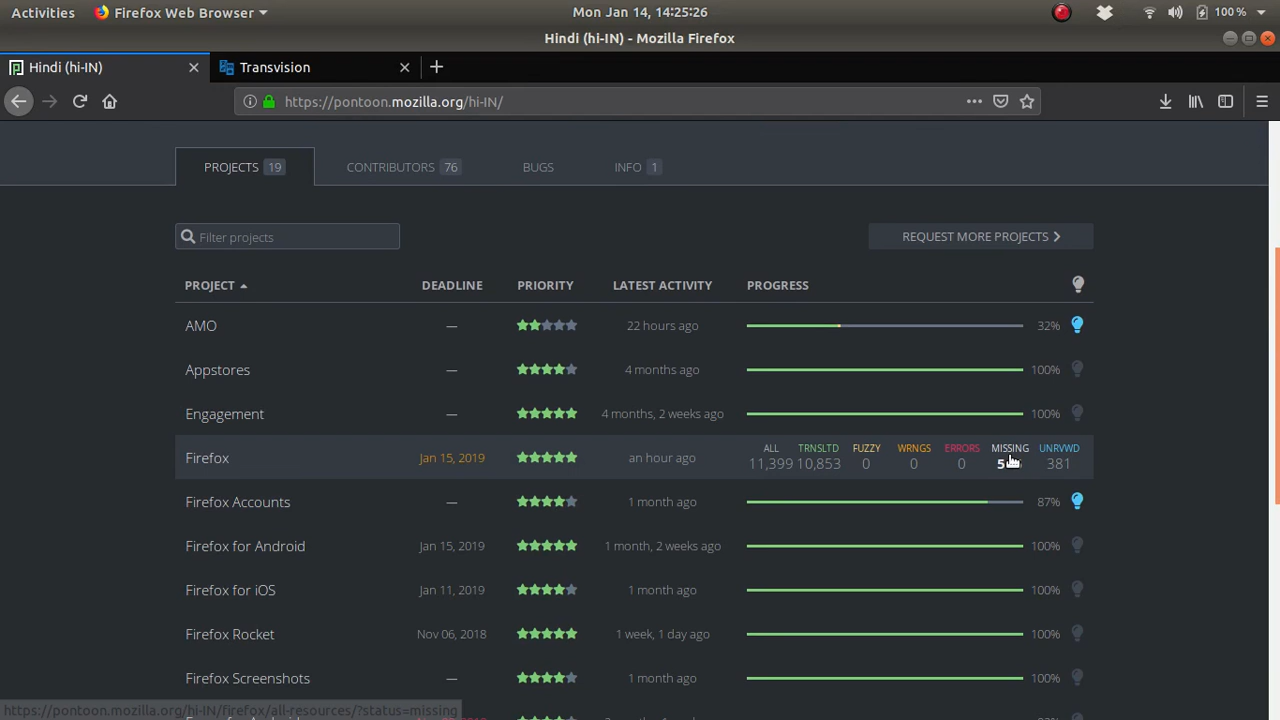 Activities Firefox Web Browser Mon Jan 14, 14:25:26 100 %
Hindi (hi-IN) - Mozilla Firefox
Hindi (hi-IN) Transvision
https://pontoon.mozilla.org/hi-IN/
PROJECTS 19 CONTRIBUTORS 76 BUGS INFO 1
Filter projects REQUEST MORE PROJECTS
PROJECT DEADLINE PRIORITY LATEST ACTIVITY PROGRESS
AMO — 22 hours ago 32%
Appstores — 4 months ago 100%
Engagement — 4 months, 2 weeks ago 100%
ALL TRNSLTD FUZZY WRNGS ERRORS MISSING UNRVWD
Firefox Jan 15, 2019 an hour ago 11,399 10,853 0 0 0 381
Firefox Accounts — 1 month ago 87%
Firefox for Android Jan 15, 2019 1 month, 2 weeks ago 100%
Firefox for iOS Jan 11, 2019 1 month ago 100%
Firefox Rocket Nov 06, 2018 1 week, 1 day ago 100%
Firefox Screenshots — 1 month ago 100%
https://pontoon.mozilla.org/hi-IN/firefox/all-resources/?status=missing